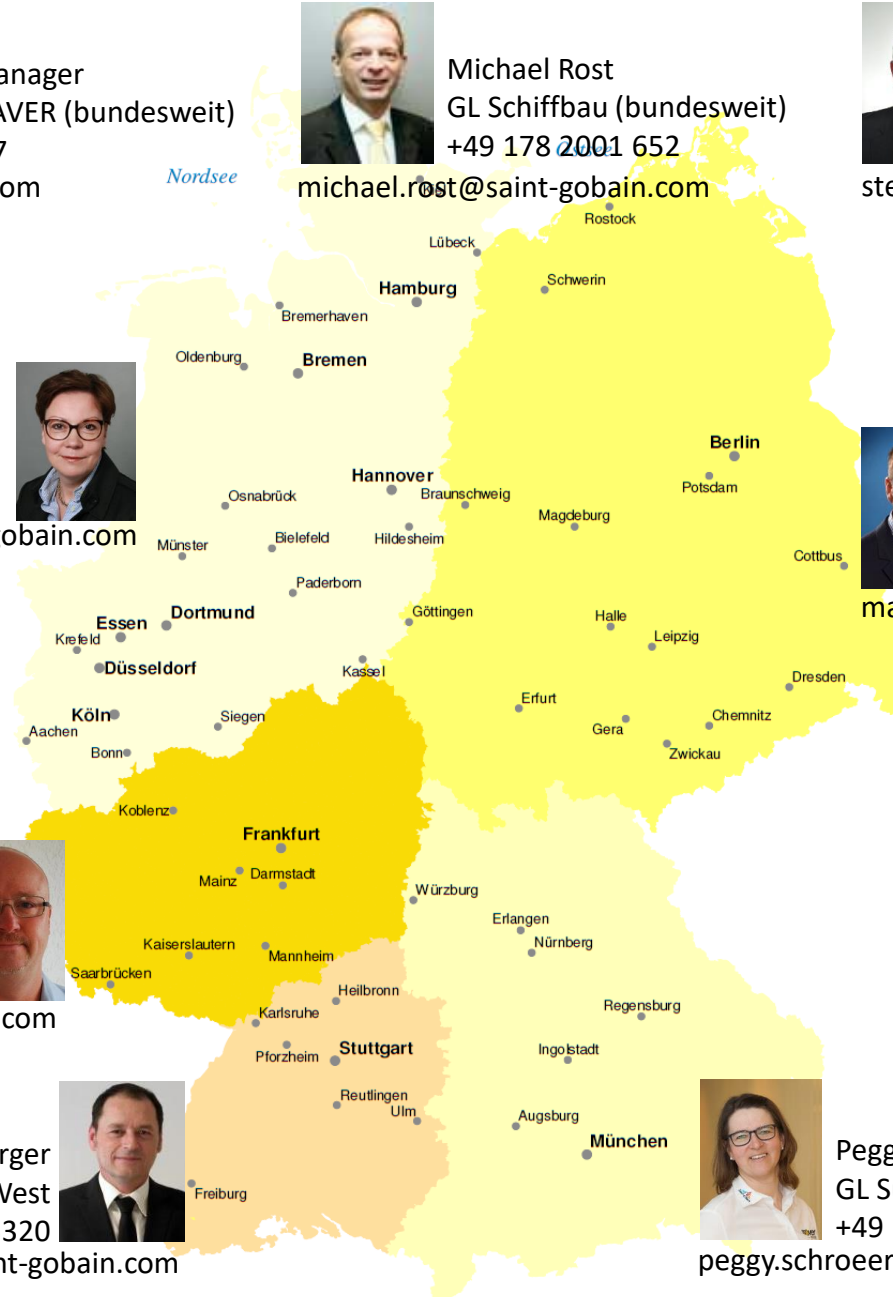 Michael Rost
GL Schiffbau (bundesweit)
+49 178 2001 652
michael.rost@saint-gobain.com
anager
AVER (bundesweit)
7
om
ste
Nordsee
Ostsee
Kiel
Rostock
Lübeck
Schwerin
Hamburg
Bremerhaven
Oldenburg
Bremen
Berlin
Potsdam
Hannover
Braunschweig
Osnabrück
Magdeburg
Hildesheim
Bielefeld
Münster
gobain.com
Cottbus
Paderborn
ma
Göttingen
Halle
Dortmund
Essen
Krefeld
Leipzig
Düsseldorf
Kassel
Dresden
Erfurt
Chemnitz
Gera
Köln
Siegen
Aachen
Bonn
Zwickau
Koblenz
Frankfurt
Mainz
Darmstadt
Würzburg
Erlangen
Nürnberg
Kaiserslautern
Mannheim
Saarbrücken
Heilbronn
Regensburg
com
Karlsruhe
Stuttgart
Pforzheim
Ingolstadt
Reutlingen
Ulm
Augsburg
München
rger
West
320
nt-gobain.com
Freiburg
Pegg
GL S
+49
peggy.schroeer